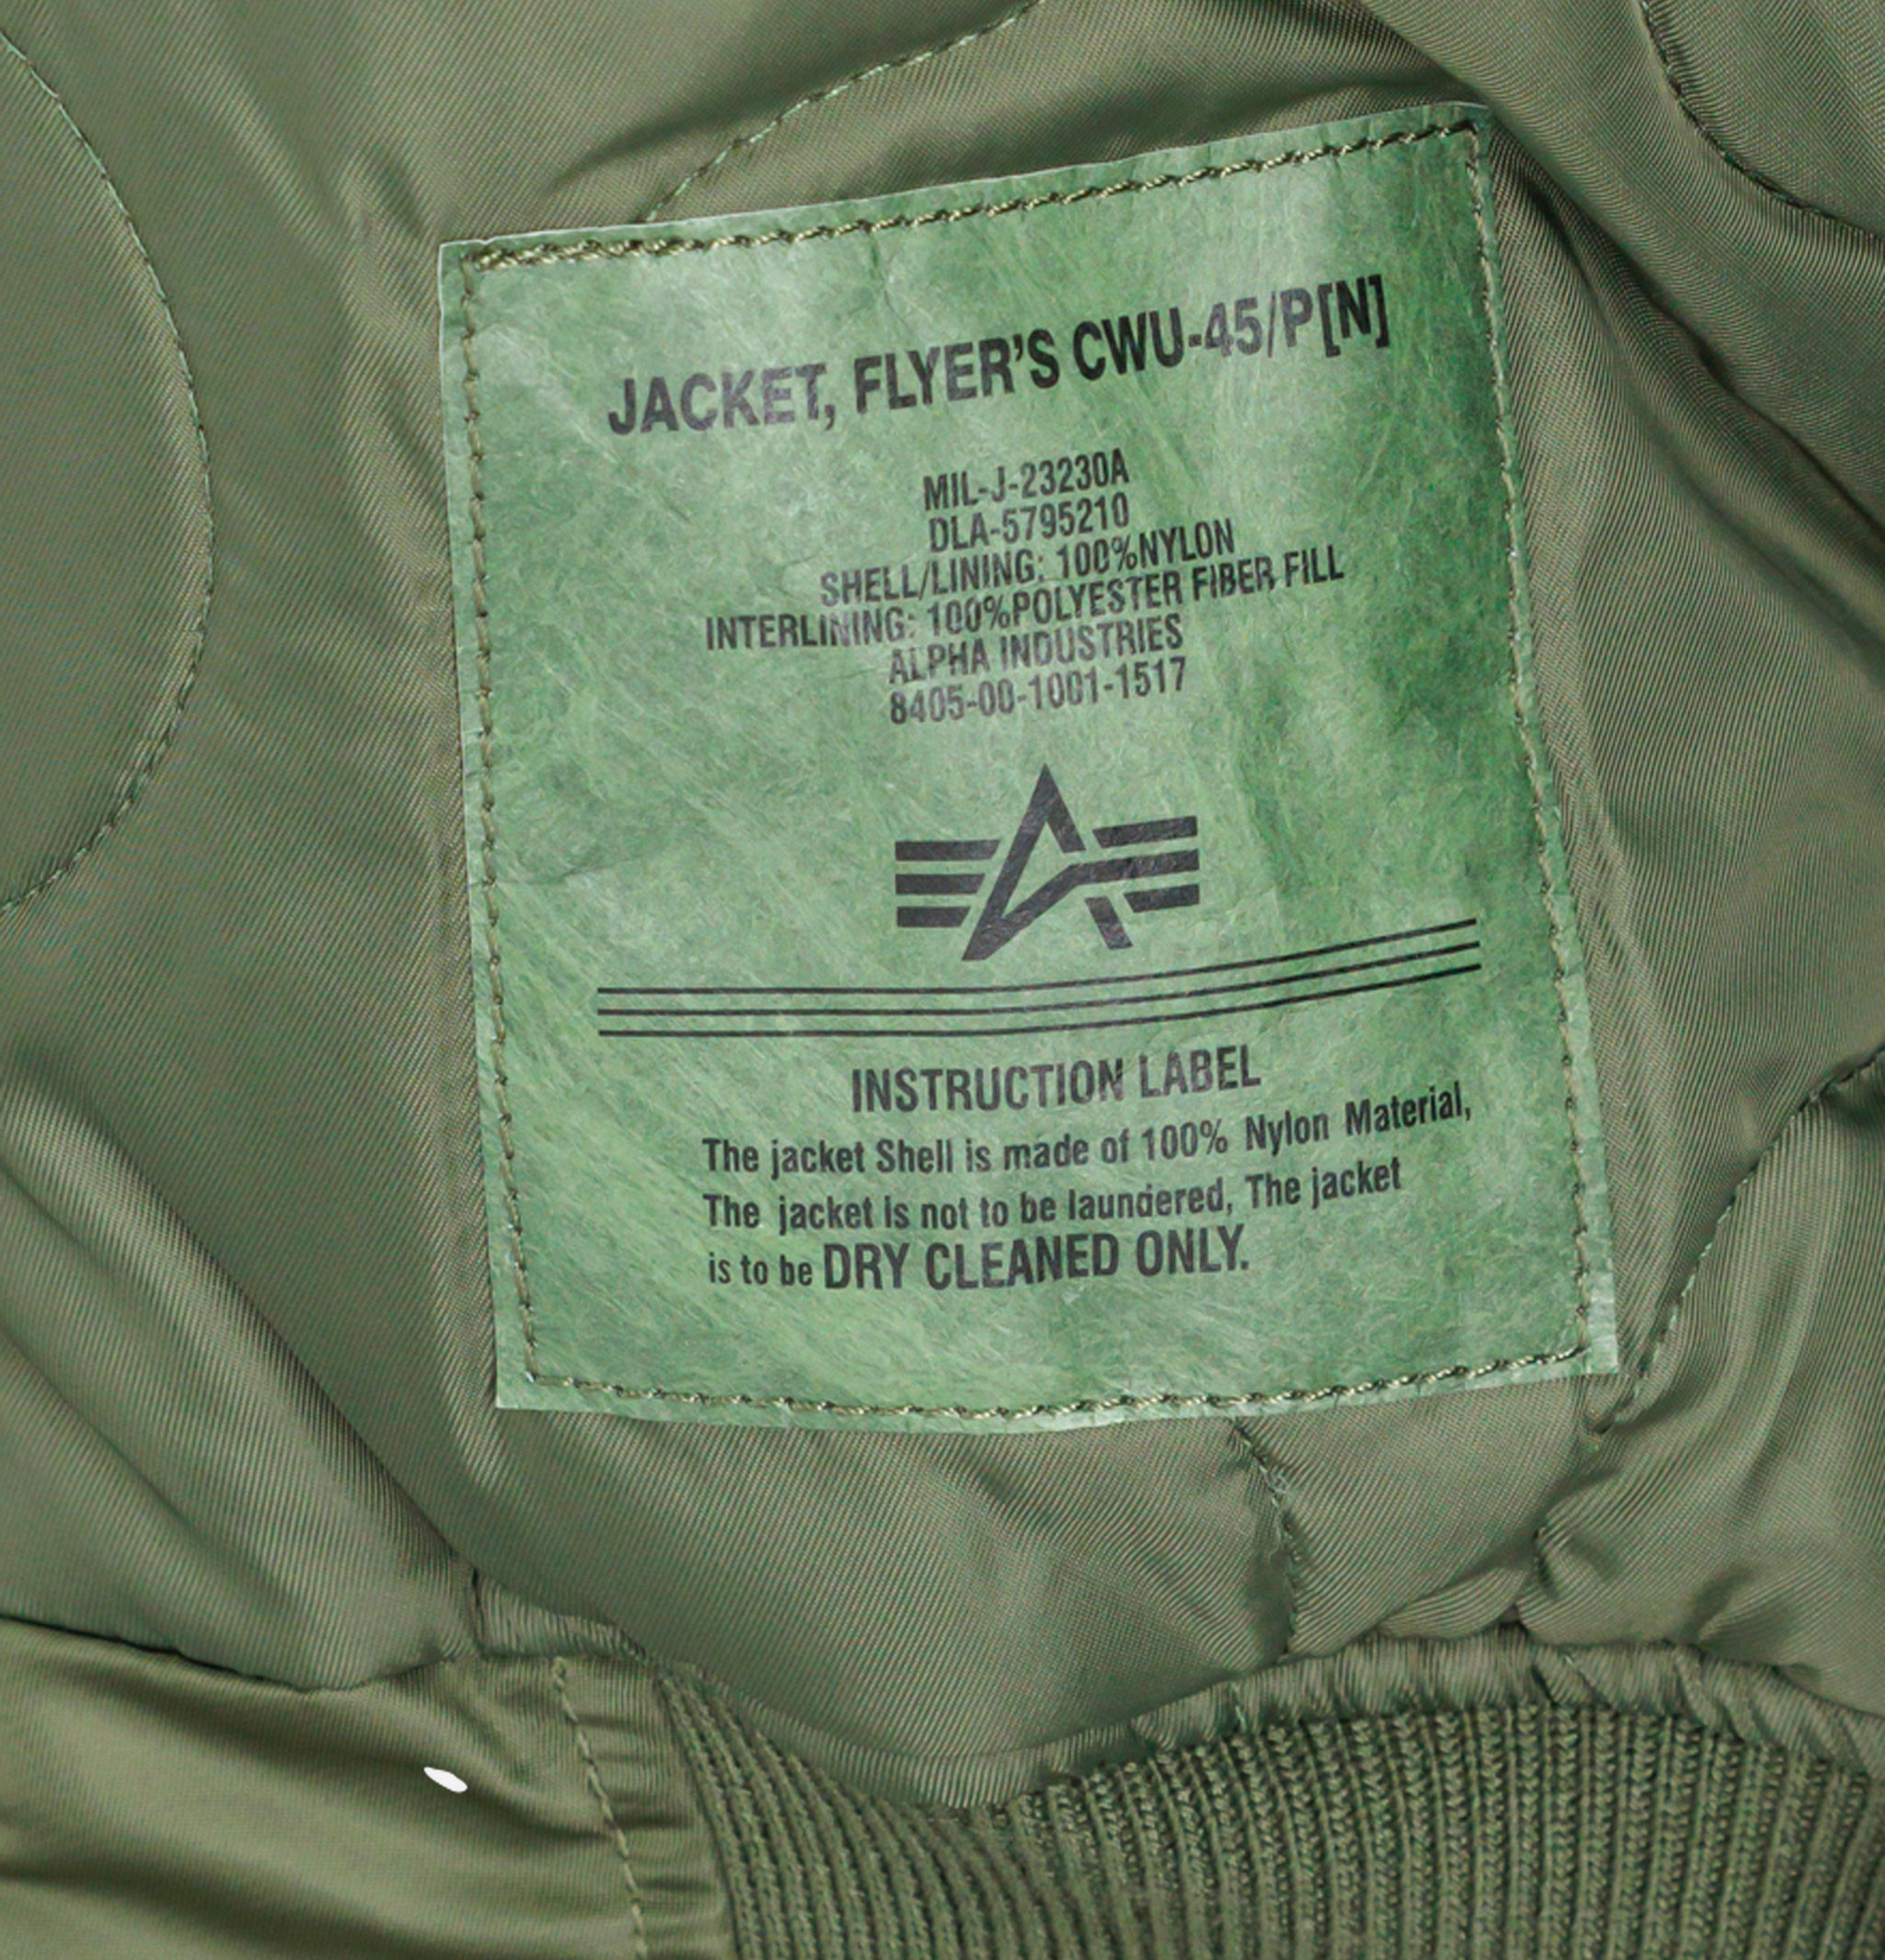 JACKET, FLYER'S CWU-45/P[N]
MIL-J-23230A
DLA-5795210
SHELL/LINING: 100%NYLON
INTERLINING: 100%POLYESTER FIBER FILL
ALPHA INDUSTRIES
8405-00-1001-1517
INSTRUCTION LABEL
The jacket Shell is made of 100% Nylon Material,
The jacket is not to be laundered, The jacket
is to be DRY CLEANED ONLY.